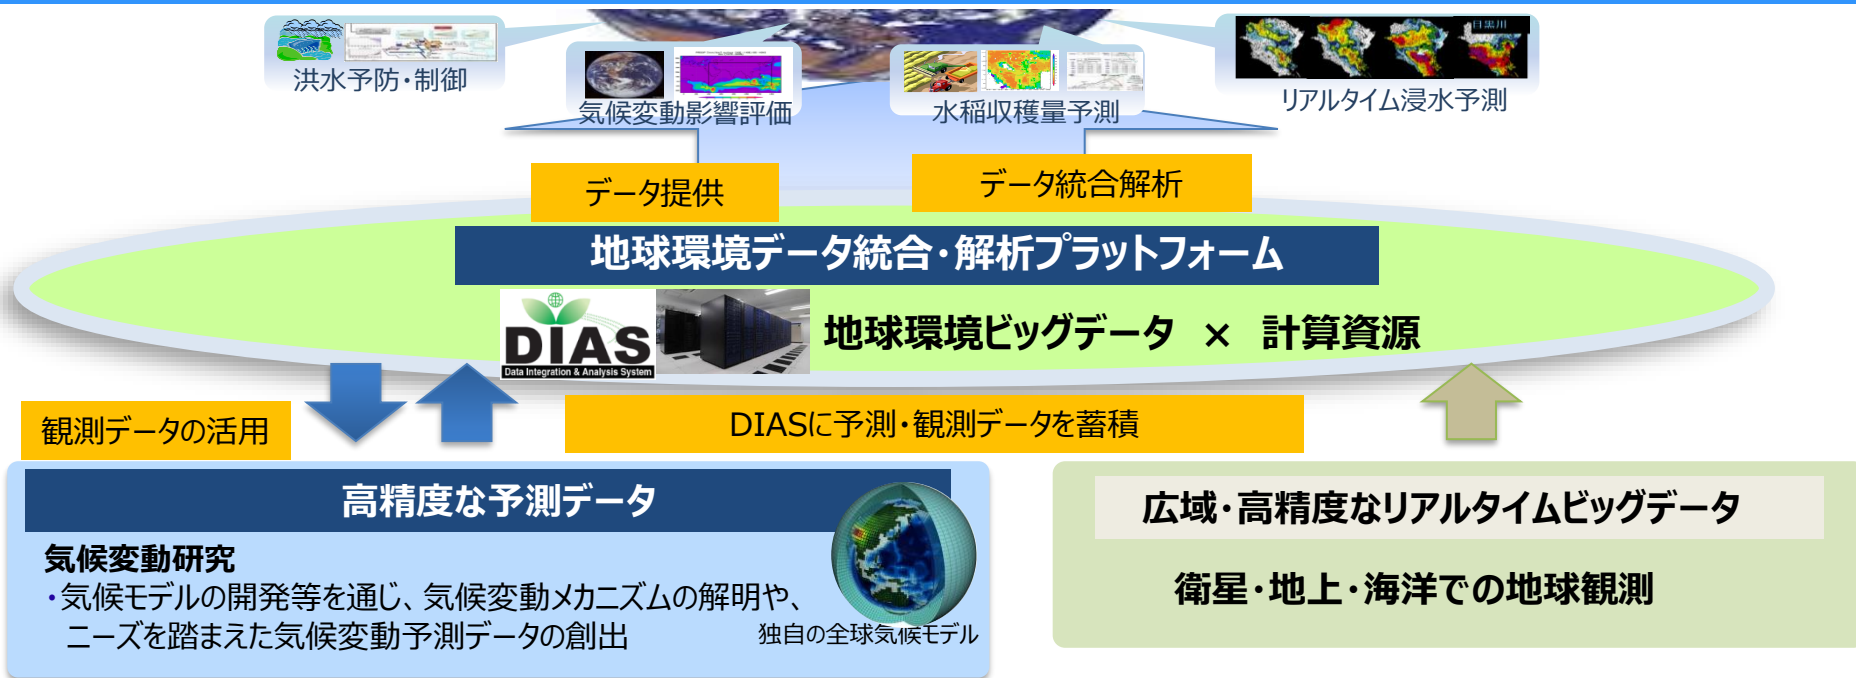 洪水予防・制御
気候変動影響評価
水稲収穫量予測
目黒川
リアルタイム浸水予測
データ提供
データ統合解析
地球環境データ統合・解析プラットフォーム
DIAS
Data Integration & Analysis System
地球環境ビッグデータ × 計算資源
観測データの活用
DIASに予測・観測データを蓄積
高精度な予測データ
気候変動研究
・気候モデルの開発等を通じ、気候変動メカニズムの解明や、
ニーズを踏まえた気候変動予測データの創出
独自の全球気候モデル
広域・高精度なリアルタイムビッグデータ
衛星・地上・海洋での地球観測